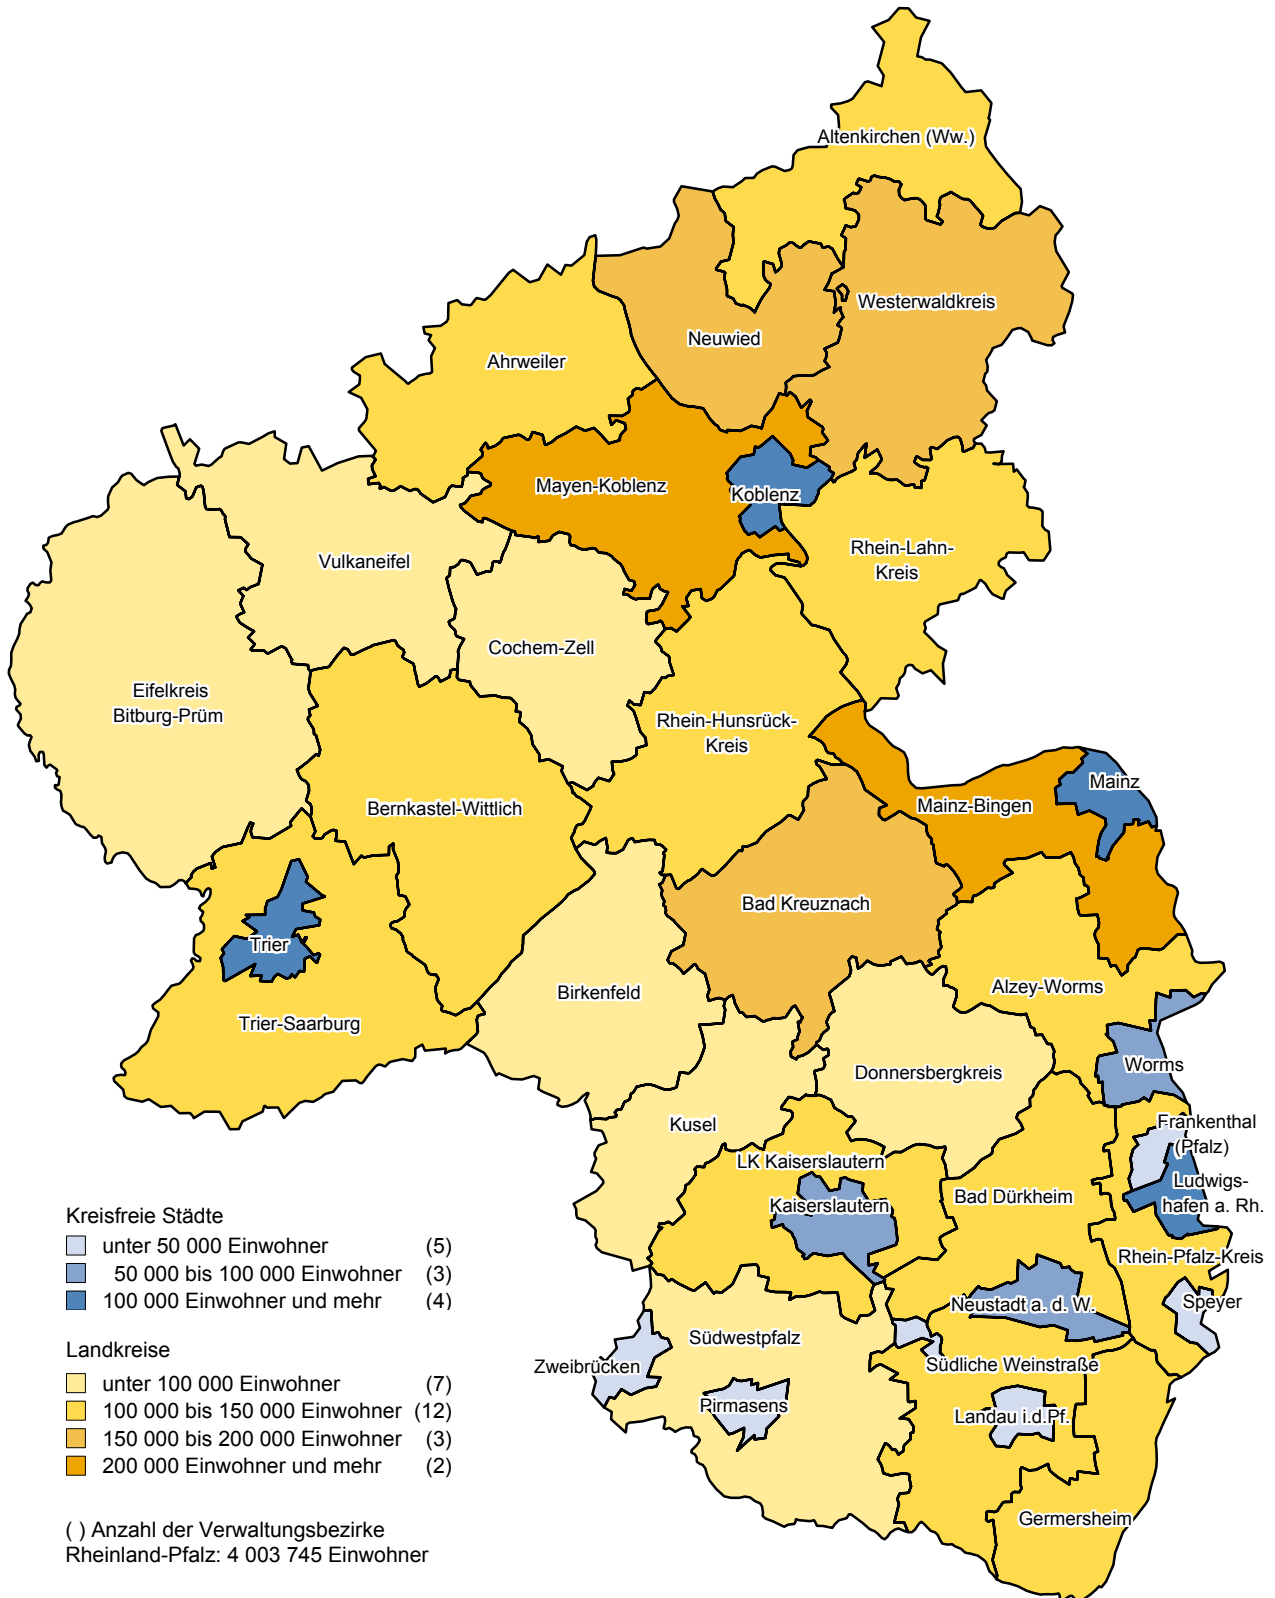 Altenkirchen (Ww.)
Westerwaldkreis
Neuwied
Ahrweiler
Mayen-Koblenz
Koblenz
Rhein-Lahn-
Kreis
Vulkaneifel
Cochem-Zell
Eifelkreis
Bitburg-Prüm
Rhein-Hunsrück-
Kreis
Mainz
Mainz-Bingen
Bernkastel-Wittlich
Bad Kreuznach
Trier
Alzey-Worms
Birkenfeld
Trier-Saarburg
Worms
Donnersbergkreis
Kusel
Frankenthal
(Pfalz)
LK Kaiserslautern
Ludwigs-
hafen a. Rh.
Bad Dürkheim
Kaiserslautern
Rhein-Pfalz-Kreis
Neustadt a. d. W.
Speyer
Südwestpfalz
Zweibrücken
Südliche Weinstraße
Pirmasens
Landau i.d.Pf.
Germersheim
Kreisfreie Städte
unter 50 000 Einwohner (5)
50 000 bis 100 000 Einwohner (3)
100 000 Einwohner und mehr (4)
Landkreise
unter 100 000 Einwohner (7)
100 000 bis 150 000 Einwohner (12)
150 000 bis 200 000 Einwohner (3)
200 000 Einwohner und mehr (2)
( ) Anzahl der Verwaltungsbezirke
Rheinland-Pfalz: 4 003 745 Einwohner